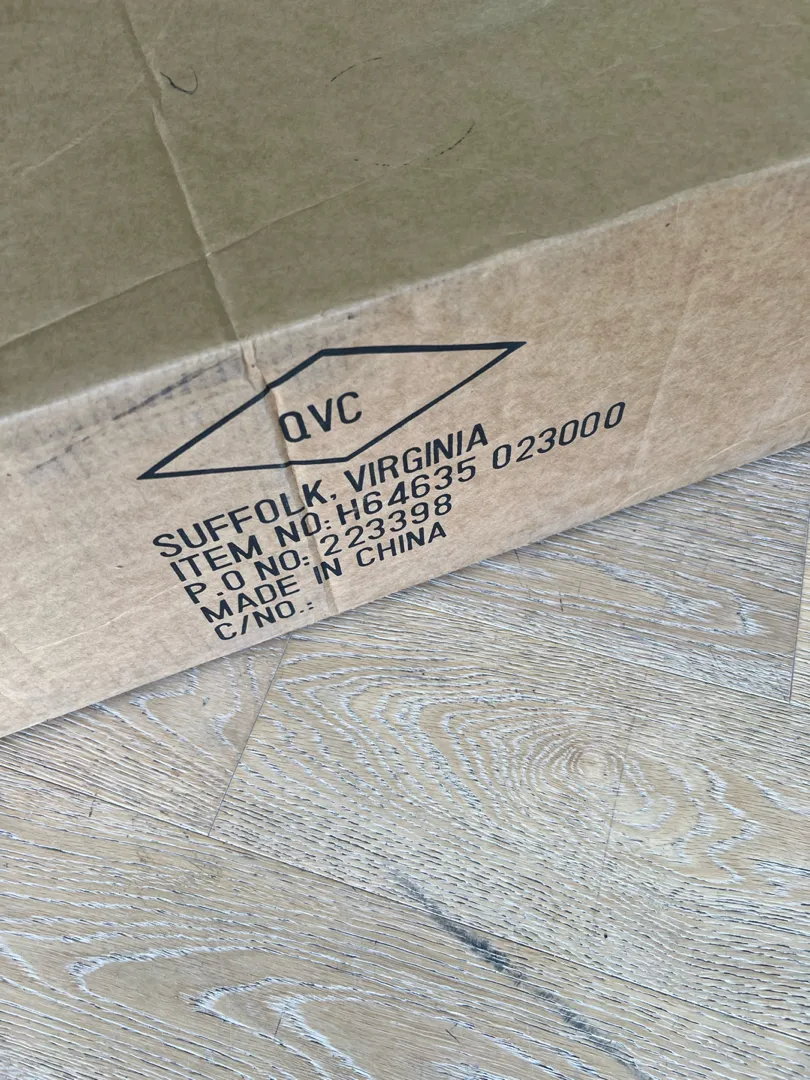 QVC
SUFFOLK, VIRGINIA
ITEM NO: H64635 023000
P.O NO: 223398
MADE IN CHINA
C/NO.: